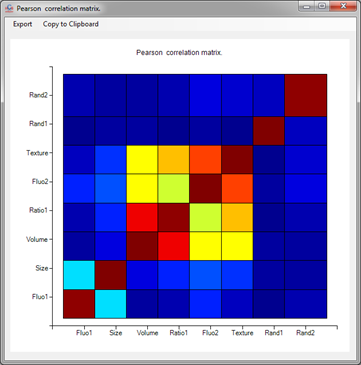 Pearson correlation matrix.
Export Copy to Clipboard
Pearson correlation matrix.
Rand2
Rand1
Texture
Fluo2
Ratio1
Volume
Size
Fluo1
Fluo1 Size Volume Ratio1 Fluo2 Texture Rand1 Rand2